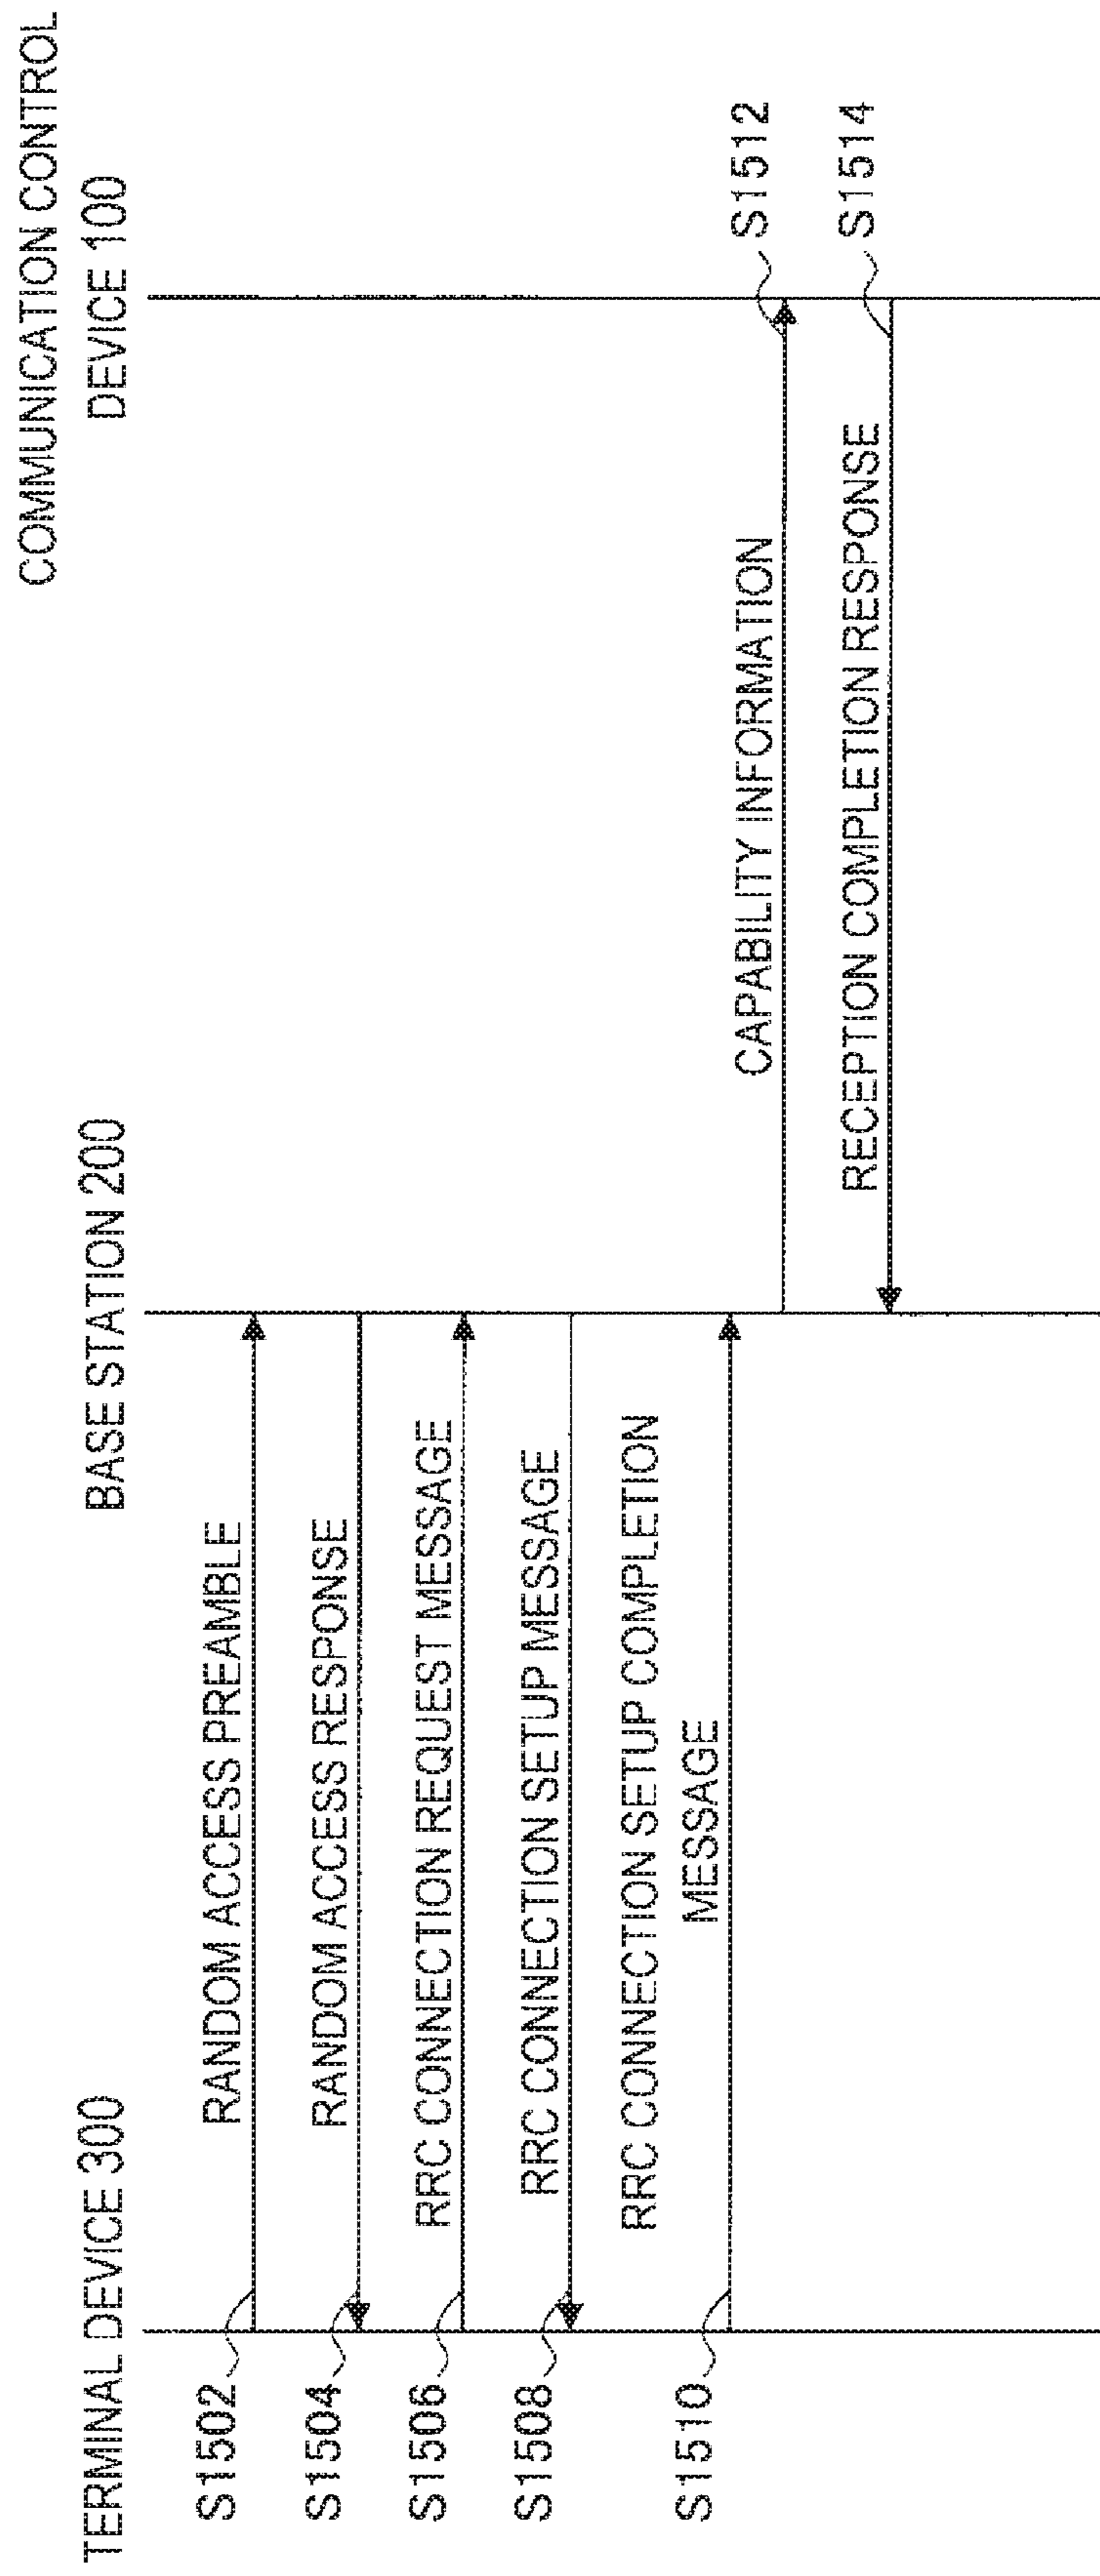 TERMINAL DEVICE 300
BASE STATION 200
COMMUNICATION CONTROL
DEVICE 100
S1502
RANDOM ACCESS PREAMBLE
S1504
RANDOM ACCESS RESPONSE
S1506
RRC CONNECTION REQUEST MESSAGE
S1508
RRC CONNECTION SETUP MESSAGE
S1510
RRC CONNECTION SETUP COMPLETION
MESSAGE
CAPABILITY INFORMATION
S1512
RECEPTION COMPLETION RESPONSE
S1514